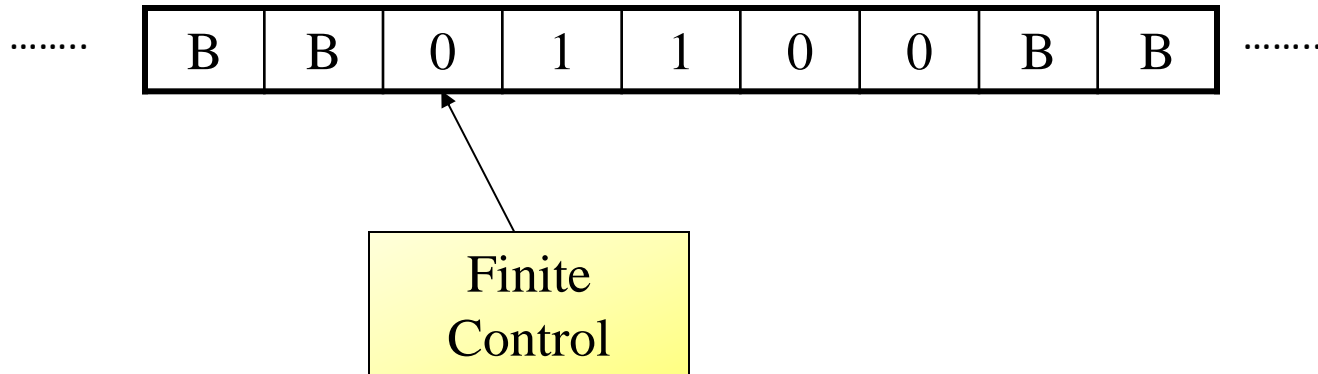 ........ B B 0 1 1 0 0 B B ........
Finite
Control